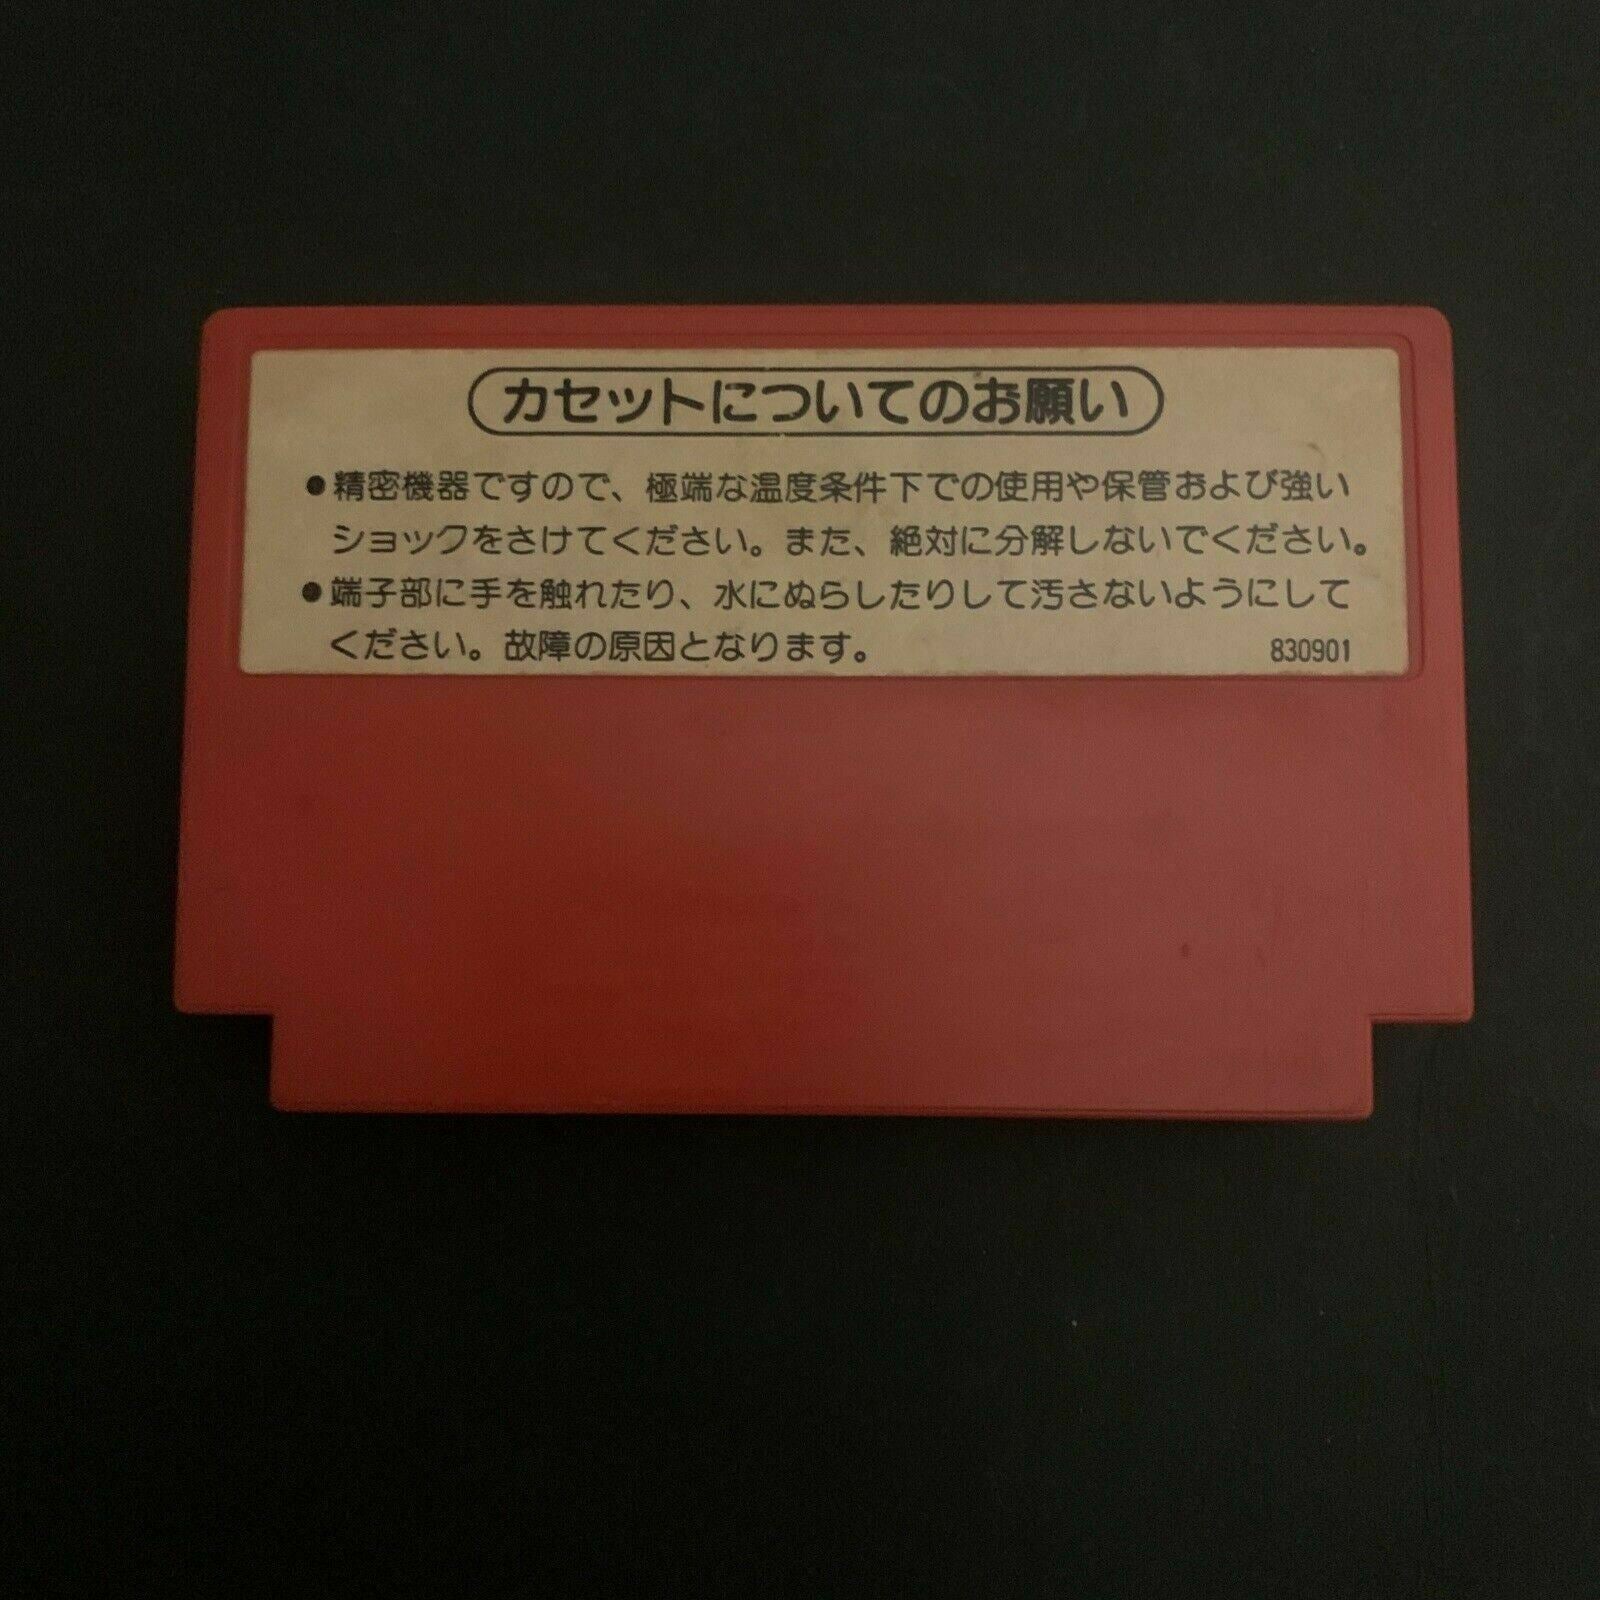 カセットについてのお願い
●精密機器ですので、極端な温度条件下での使用や保管および強い
ショックをさけてください。また、絶対に分解しないでください。
●端子部に手を触れたり、水にぬらしたりして汚さないようにして
ください。故障の原因となります。
830901